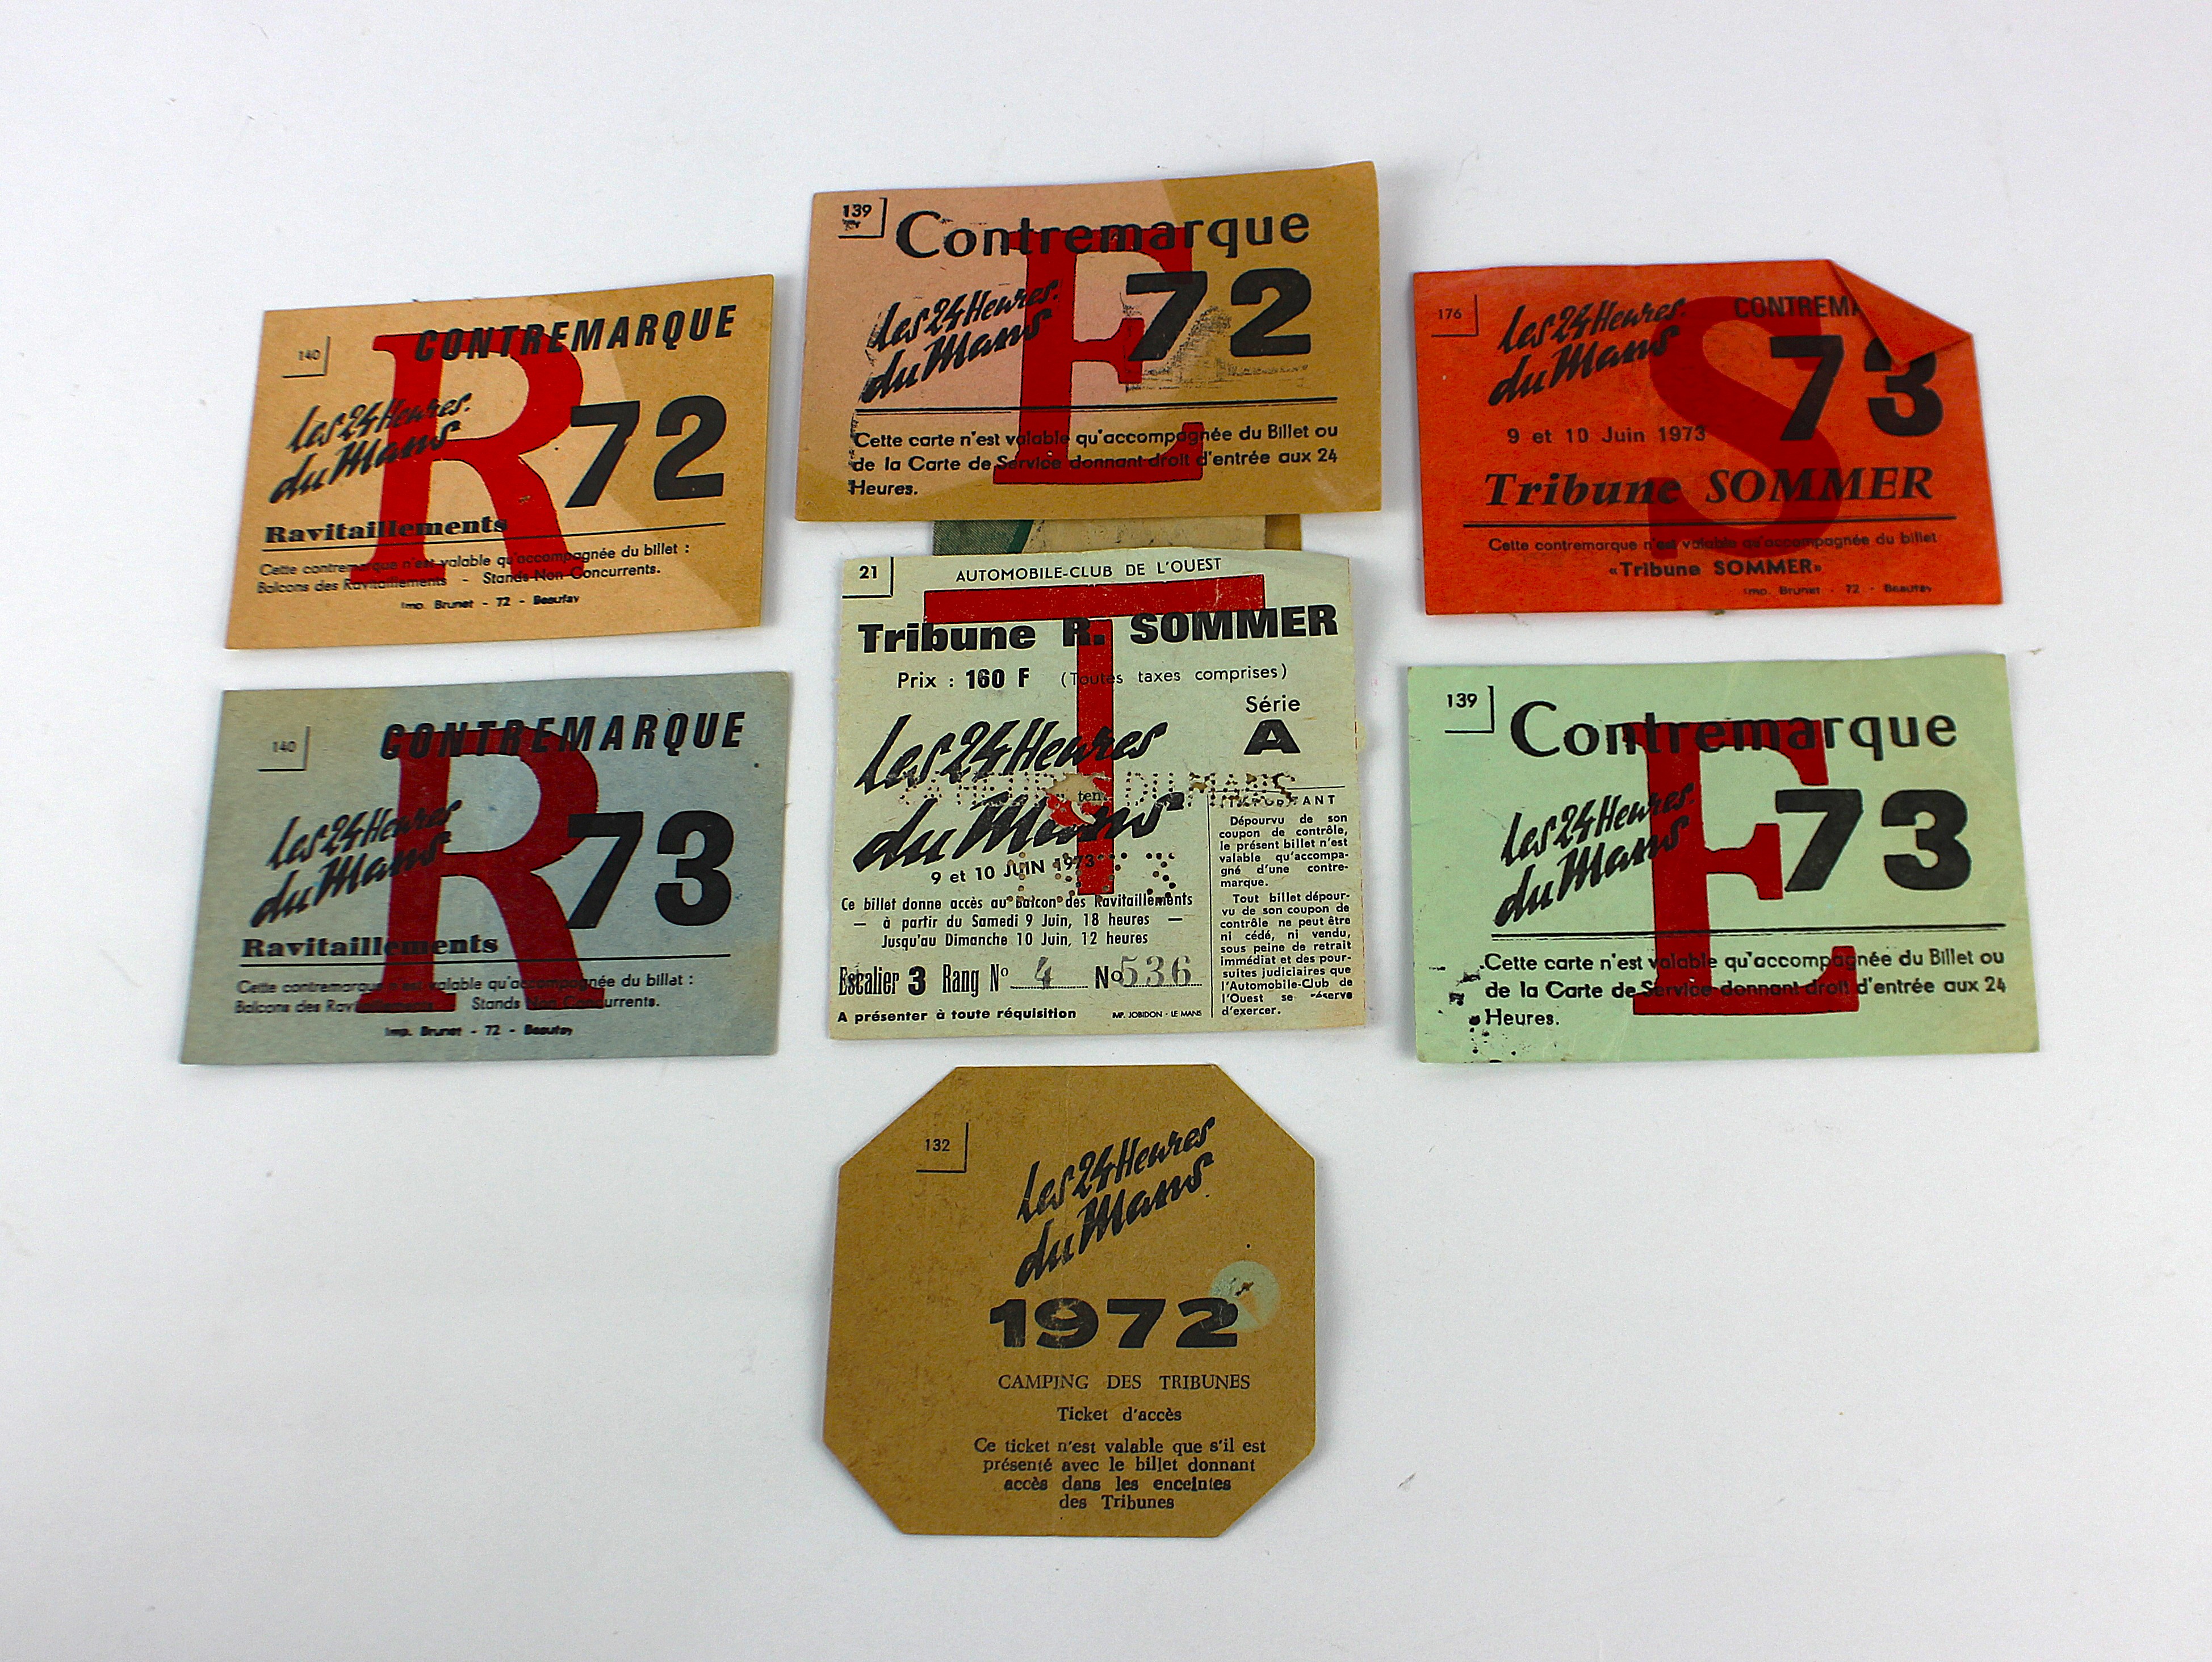 139
Contremarque
E
Les 24 Heures
du Mans
72
Cette carte n'est valable qu'accompagnée du Billet ou
de la Carte de Service donnant droit d'entrée aux 24
Heures.
140
CONTREMARQUE
R
Les 24 Heures
du Mans
72
Ravitaillements
Cette contremarque n'est valable qu'accompagnée du billet :
Balcons des Ravitaillements - Stands Non Concurrents.
Imp. Brunet - 72 - Beaufay
176
Les 24 Heures
du Mans
S
73
9 et 10 Juin 1973
Tribune SOMMER
Cette contremarque n'est valable qu'accompagnée du billet
«Tribune SOMMER»
Imp. Brunet - 72 - Beaufay
140
CONTREMARQUE
R
Les 24 Heures
du Mans
73
Ravitaillements
Cette contremarque n'est valable qu'accompagnée du billet :
Balcons des Ravitaillements Stands Non Concurrents.
Imp. Brunet - 72 - Beaufay
21
AUTOMOBILE-CLUB DE L'OUEST
T
Tribune R. SOMMER
Prix : 160 F (Toutes taxes comprises)
Série
A
Les 24 Heures
24 HEURES DU MANS
du Mans
9 et 10 JUIN 1973
Ce billet donne accès au balcon des Ravitaillements
— à partir du Samedi 9 Juin, 18 heures —
Jusqu'au Dimanche 10 Juin, 12 heures
Escalier 3 Rang N° 4 N° 536
A présenter à toute réquisition
IMP. JOBIDON - LE MANS
IMPORTANT
Dépourvu de son
coupon de contrôle,
le présent billet n'est
valable qu'accompa-
gné d'une contre-
marque.
Tout billet dépour-
vu de son coupon de
contrôle ne peut être
ni cédé, ni vendu,
sous peine de retrait
immédiat et des pour-
suites judiciaires que
l'Automobile-Club de
l'Ouest se réserve
d'exercer.
139
Contremarque
E
Les 24 Heures
du Mans
73
Cette carte n'est valable qu'accompagnée du Billet ou
de la Carte de Service donnant droit d'entrée aux 24
Heures.
132
Les 24 Heures
du Mans
1972
CAMPING DES TRIBUNES
Ticket d'accès
Ce ticket n'est valable que s'il est
présenté avec le billet donnant
accès dans les enceintes
des Tribunes